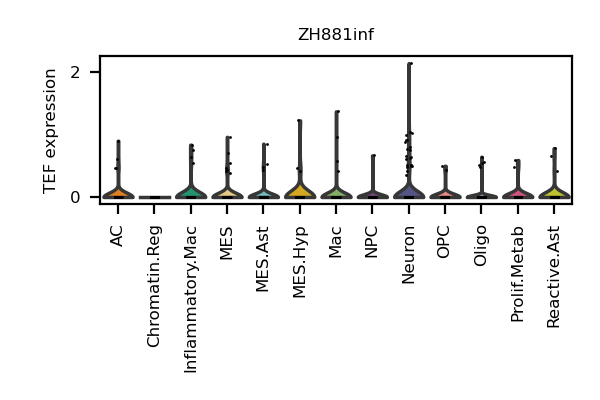 ZH881inf
TEF expression
2
0
AC
Chromatin.Reg
Inflammatory.Mac
MES
MES.Ast
MES.Hyp
Mac
NPC
Neuron
OPC
Oligo
Prolif.Metab
Reactive.Ast